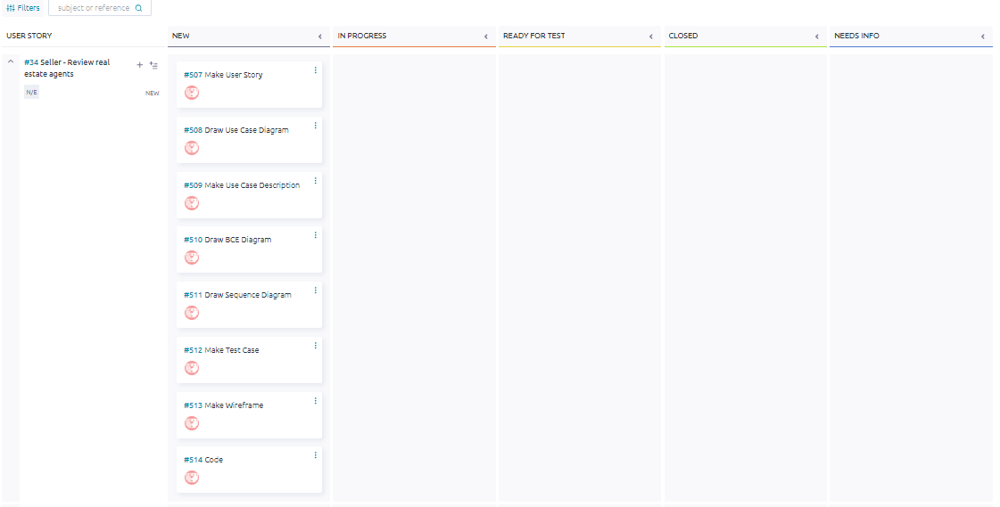 Filters
subject or reference
USER STORY
NEW
IN PROGRESS
READY FOR TEST
CLOSED
NEEDS INFO
#34 Seller - Review real
estate agents
N/E
NEW
#507 Make User Story
#508 Draw Use Case Diagram
#509 Make Use Case Description
#510 Draw BCE Diagram
#511 Draw Sequence Diagram
#512 Make Test Case
#513 Make Wireframe
#514 Code